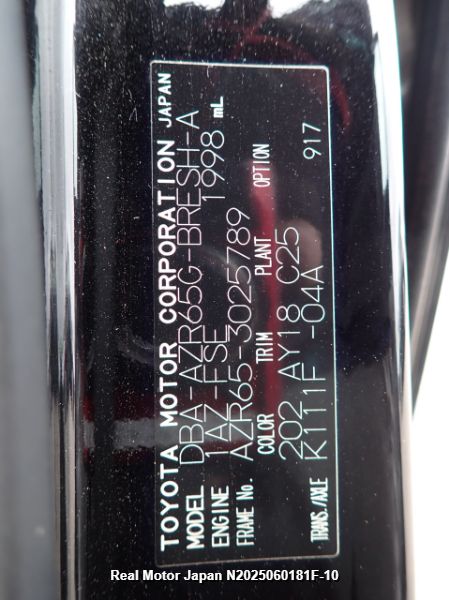 TOYOTA MOTOR CORPORATION JAPAN
MODEL DBA-AZR65G-BRESH-A
ENGINE 1AZ-FSE 1998 mL
FRAME No. AZR65-3025789
COLOR TRIM PLANT OPTION
202 AY18 C25
TRANS./AXLE K111F -04A 917
Real Motor Japan N2025060181F-10